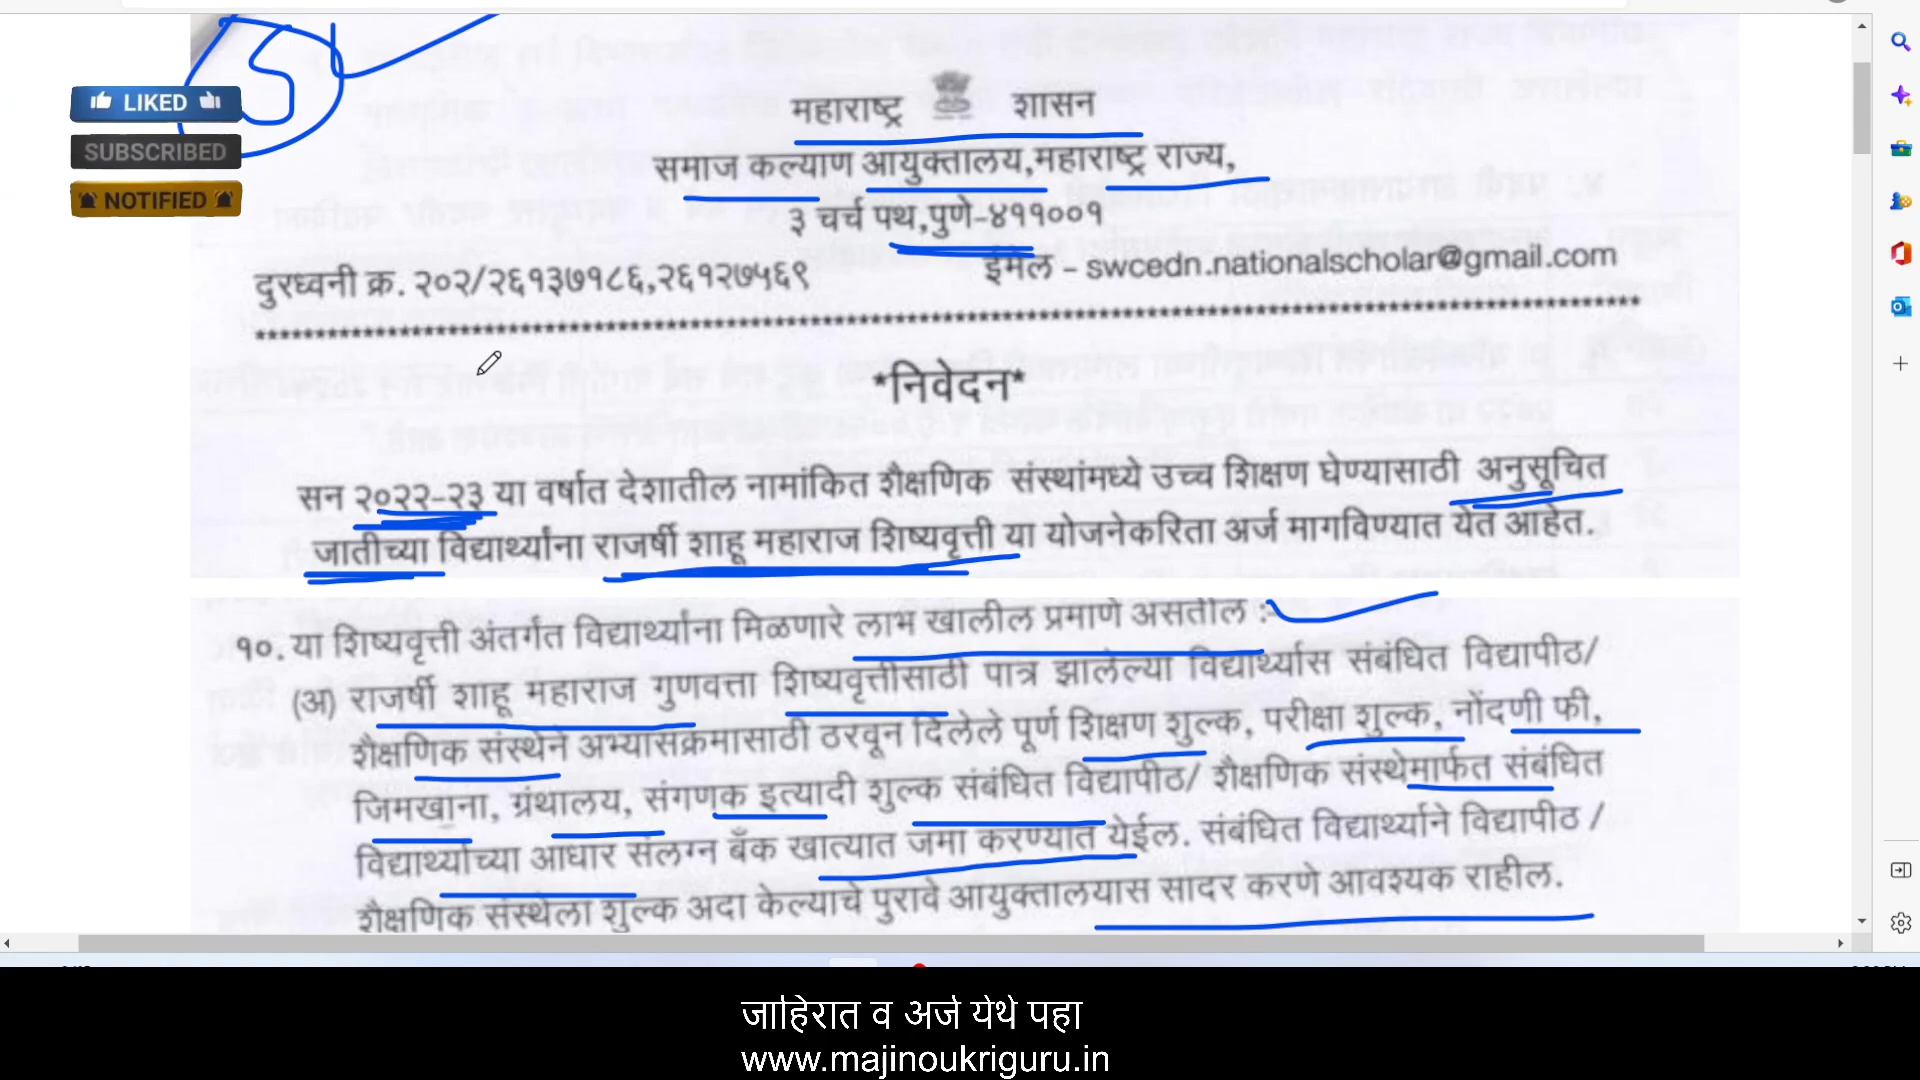 LIKED
SUBSCRIBED
NOTIFIED
महाराष्ट्र शासन
समाज कल्याण आयुक्तालय,महाराष्ट्र राज्य,
३ चर्च पथ,पुणे-४११००१
दुरध्वनी क्र. २०२/२६१३७१८६,२६१२७५६९ ईमेल – swcedn.nationalscholar@gmail.com
*निवेदन*
सन २०२२-२३ या वर्षात देशातील नामांकित शैक्षणिक संस्थांमध्ये उच्च शिक्षण घेण्यासाठी अनुसूचित
जातीच्या विद्यार्थ्यांना राजर्षी शाहू महाराज शिष्यवृत्ती या योजनेकरिता अर्ज मागविण्यात येत आहेत.
१०. या शिष्यवृत्ती अंतर्गत विद्यार्थ्यांना मिळणारे लाभ खालील प्रमाणे असतील :-
(अ) राजर्षी शाहू महाराज गुणवत्ता शिष्यवृत्तीसाठी पात्र झालेल्या विद्यार्थ्यास संबंधित विद्यापीठ/
शैक्षणिक संस्थेने अभ्यासक्रमासाठी ठरवून दिलेले पूर्ण शिक्षण शुल्क, परीक्षा शुल्क, नोंदणी फी,
जिमखाना, ग्रंथालय, संगणक इत्यादी शुल्क संबंधित विद्यापीठ/ शैक्षणिक संस्थेमार्फत संबंधित
विद्यार्थ्याच्या आधार संलग्न बँक खात्यात जमा करण्यात येईल. संबंधित विद्यार्थ्याने विद्यापीठ /
शैक्षणिक संस्थेला शुल्क अदा केल्याचे पुरावे आयुक्तालयास सादर करणे आवश्यक राहील.
जाहिरात व अर्ज येथे पहा
www.majinoukriguru.in